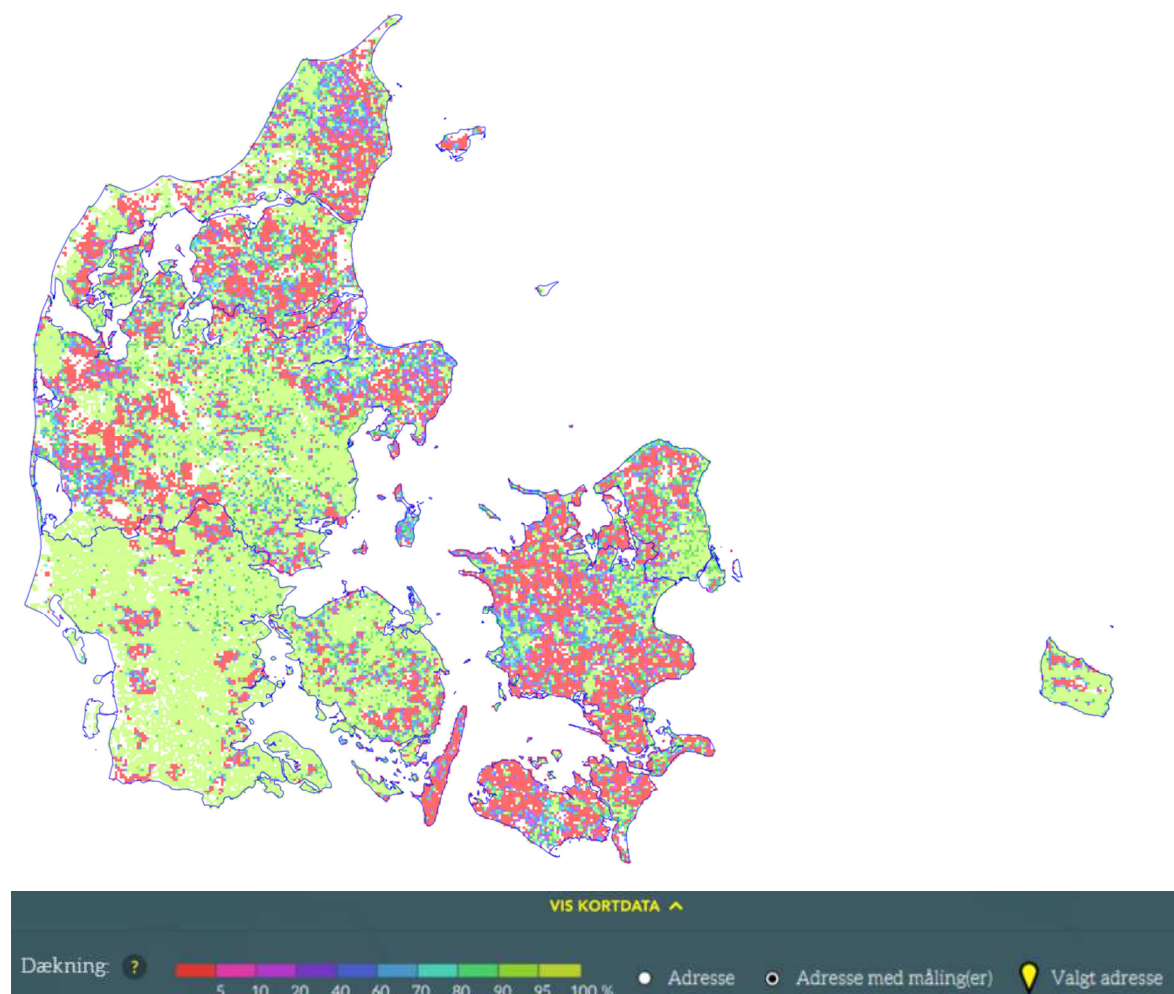 VIS KORTDATA
Dækning: ? Adresse Adresse med måling(er) Valgt adresse
5 10 20 40 60 70 80 90 95 100 %